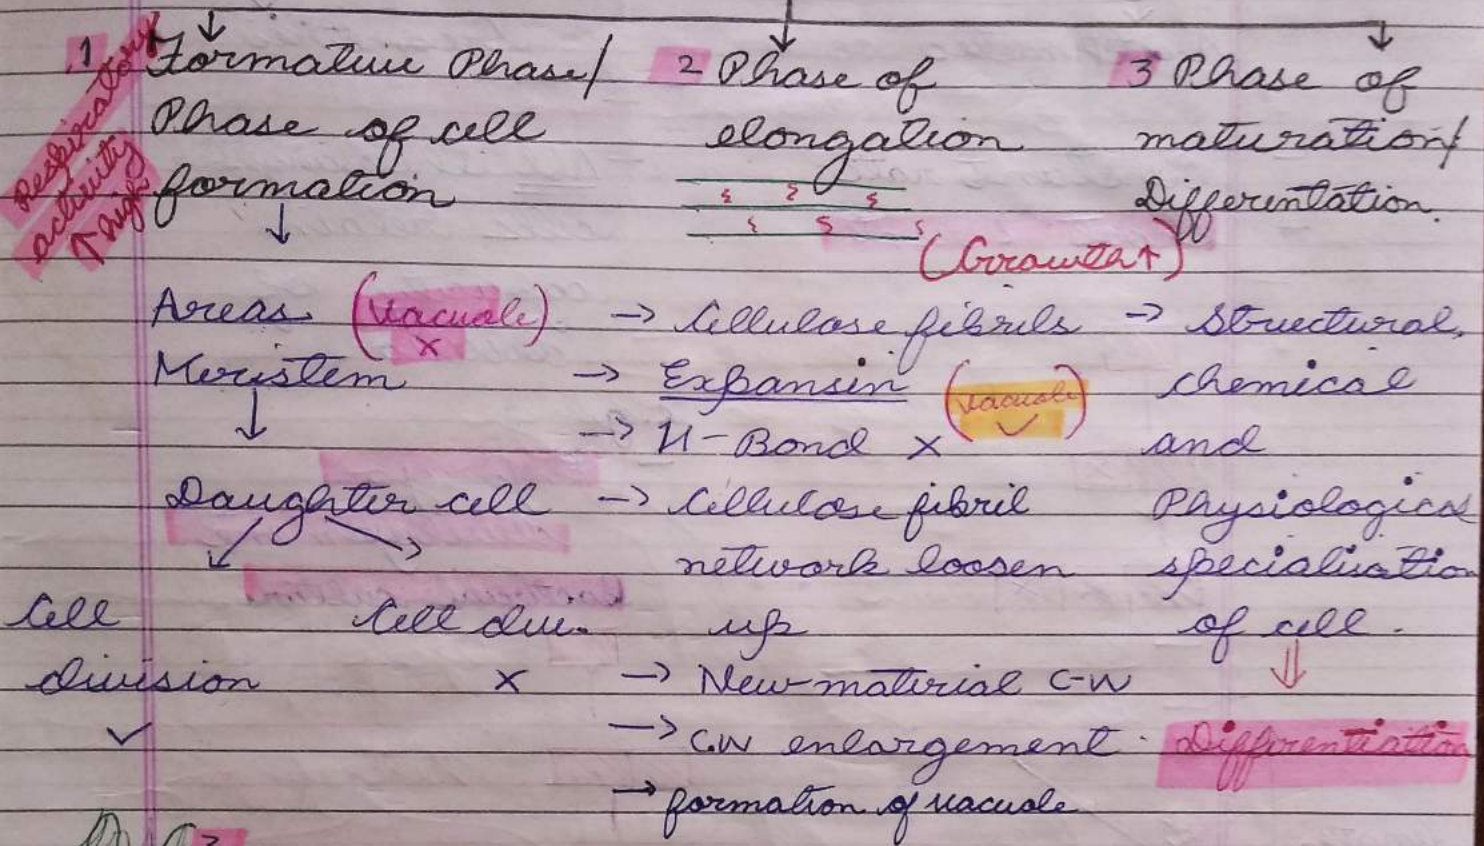 1 Formative Phase/
Phase of cell
formation
Respiratory
activity
↑ high
↓
Areas (Vacuole)
x
Meristem
↓
Daughter cell
Cell
division
✓
Cell divi.
x
2 Phase of
elongation
(Growth ↑)
→ Cellulose fibrils
→ Expansin (Vacuole)
✓
→ H-Bond x
→ Cellulose fibril
network loosen
up
→ New material C-W
→ C.W enlargement
→ formation of vacuole
3 Phase of
maturation/
Differentation.
→ Structural,
chemical
and
Physiological
specialisation
of cell.
⇓
Differentiation